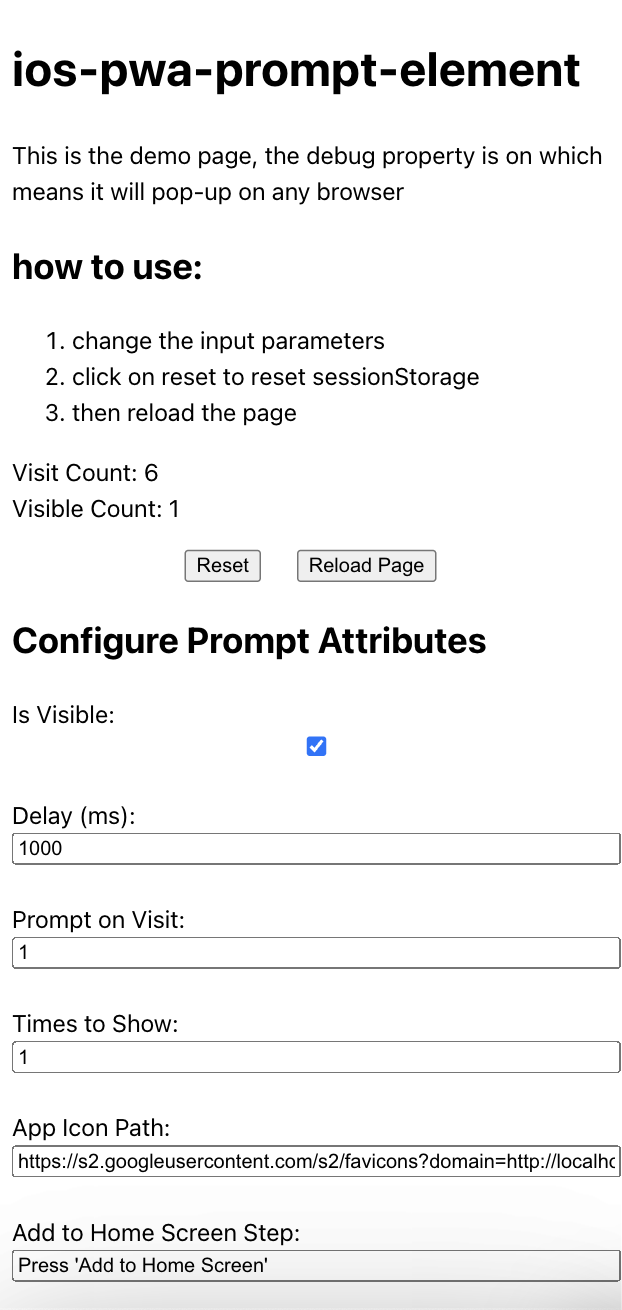 ios-pwa-prompt-element
This is the demo page, the debug property is on which
means it will pop-up on any browser
how to use:
1. change the input parameters
2. click on reset to reset sessionStorage
3. then reload the page
Visit Count: 6
Visible Count: 1
Reset Reload Page
Configure Prompt Attributes
Is Visible:
Delay (ms):
1000
Prompt on Visit:
1
Times to Show:
1
App Icon Path:
https://s2.googleusercontent.com/s2/favicons?domain=http://localhc
Add to Home Screen Step:
Press 'Add to Home Screen'